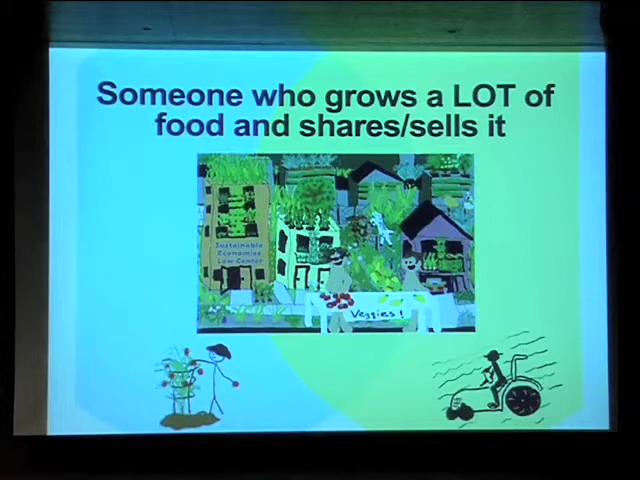 Someone who grows a LOT of
food and shares/sells it
Sustainable
Economies
Law Center
Veggies!